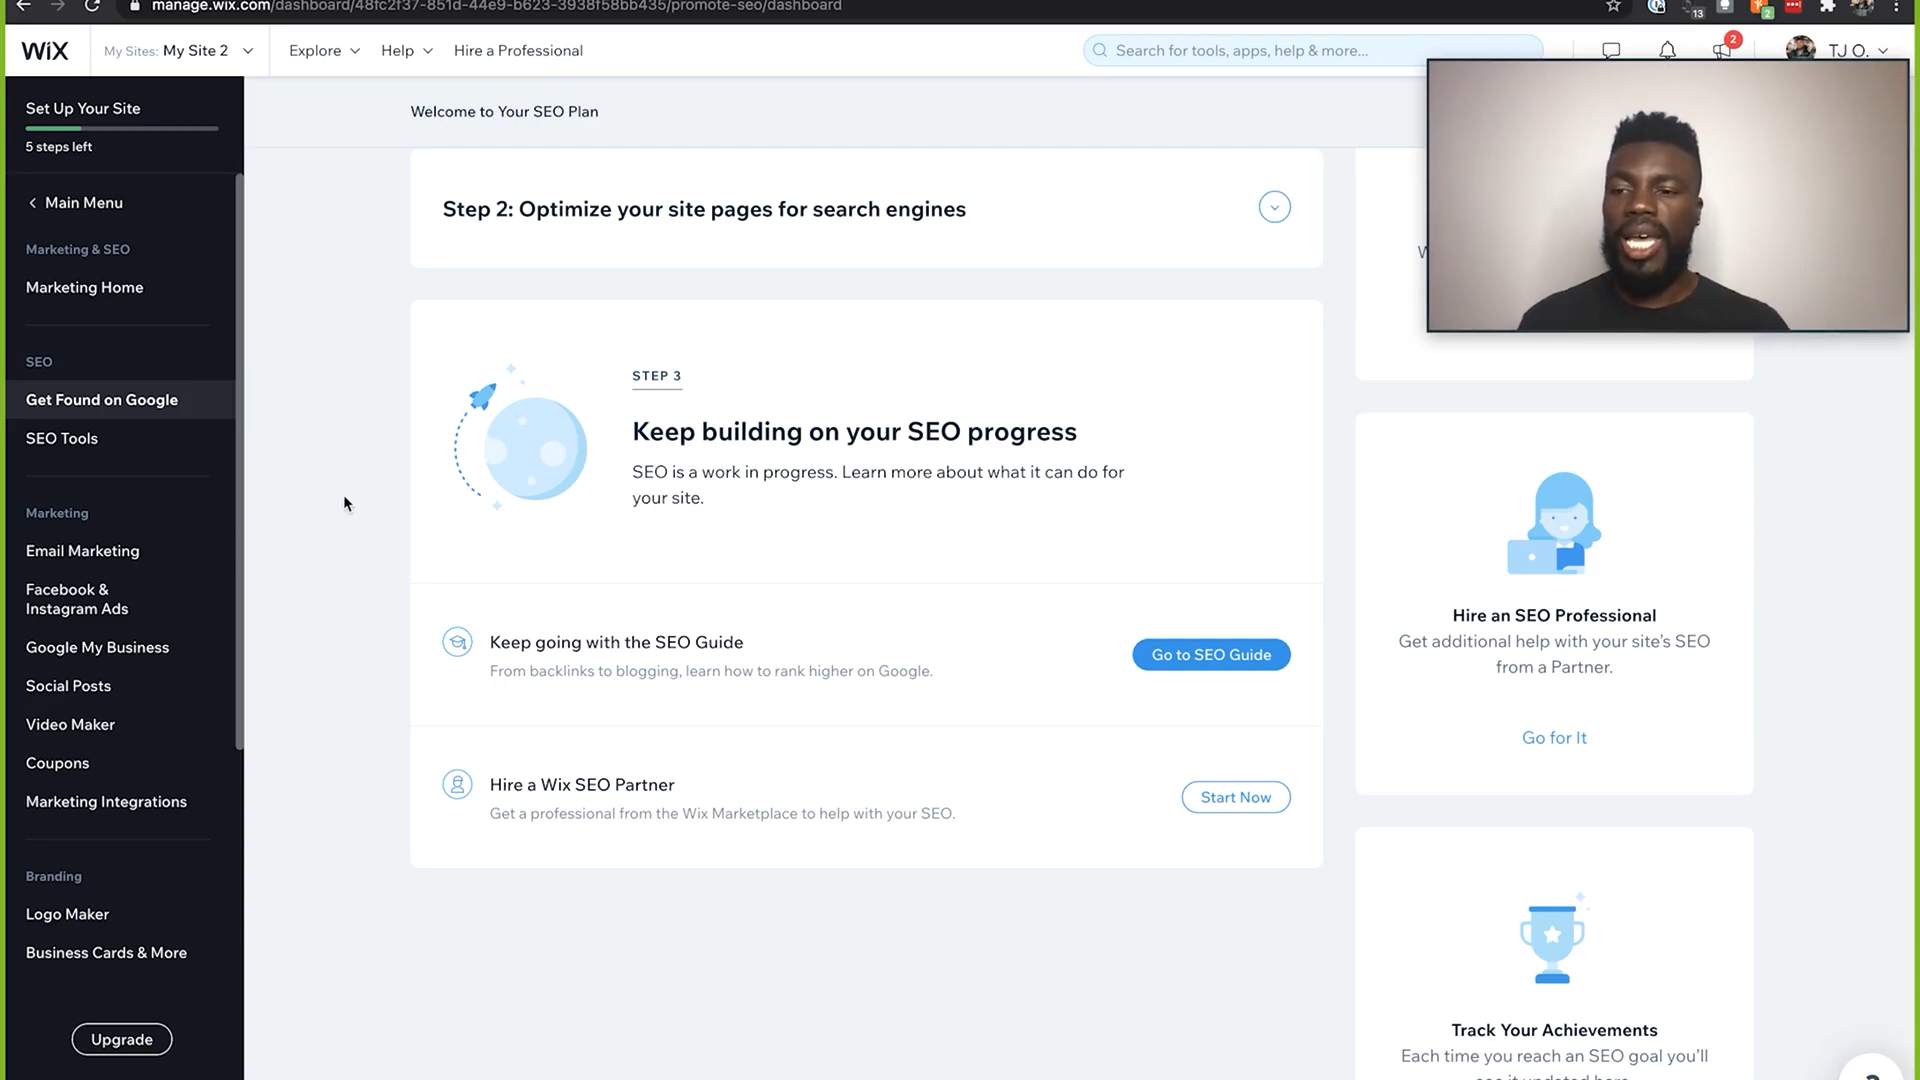 manage.wix.com/dashboard/48fc2f37-851d-44e9-b623-3938f58bb435/promote-seo/dashboard
13
2
WiX
My Sites: My Site 2
Explore
Help
Hire a Professional
Search for tools, apps, help & more...
2
TJ O.
Set Up Your Site
5 steps left
Main Menu
Marketing & SEO
Marketing Home
SEO
Get Found on Google
SEO Tools
Marketing
Email Marketing
Facebook &
Instagram Ads
Google My Business
Social Posts
Video Maker
Coupons
Marketing Integrations
Branding
Logo Maker
Business Cards & More
Upgrade
Welcome to Your SEO Plan
Step 2: Optimize your site pages for search engines
STEP 3
Keep building on your SEO progress
SEO is a work in progress. Learn more about what it can do for
your site.
Keep going with the SEO Guide
From backlinks to blogging, learn how to rank higher on Google.
Go to SEO Guide
Hire a Wix SEO Partner
Get a professional from the Wix Marketplace to help with your SEO.
Start Now
Hire an SEO Professional
Get additional help with your site's SEO
from a Partner.
Go for It
Track Your Achievements
Each time you reach an SEO goal you'll